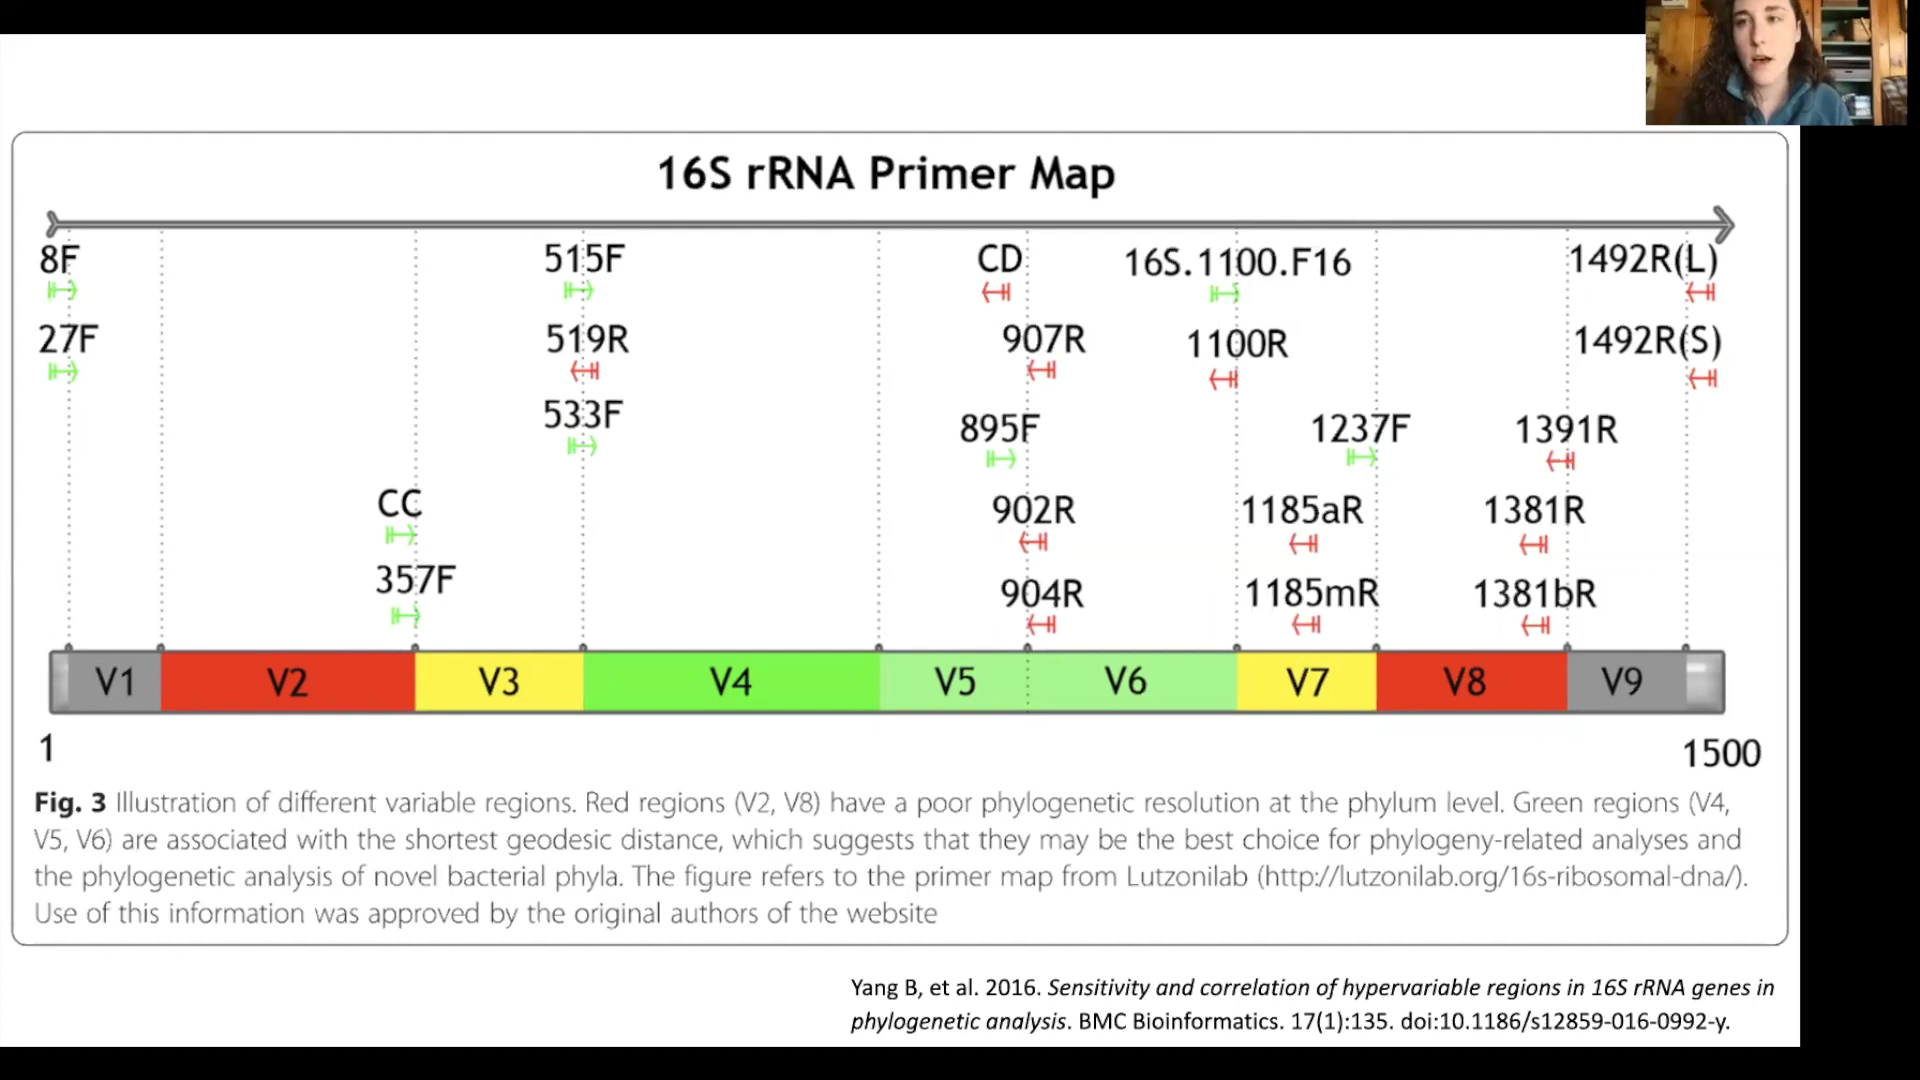 16S rRNA Primer Map
8F 515F CD 16S.1100.F16 1492R(L)
27F 519R 907R 1100R 1492R(S)
533F 895F 1237F 1391R
CC 902R 1185aR 1381R
357F 904R 1185mR 1381bR
V1 V2 V3 V4 V5 V6 V7 V8 V9
1 1500
Fig. 3 Illustration of different variable regions. Red regions (V2, V8) have a poor phylogenetic resolution at the phylum level. Green regions (V4,
V5, V6) are associated with the shortest geodesic distance, which suggests that they may be the best choice for phylogeny-related analyses and
the phylogenetic analysis of novel bacterial phyla. The figure refers to the primer map from Lutzonilab (http://lutzonilab.org/16s-ribosomal-dna/).
Use of this information was approved by the original authors of the website
Yang B, et al. 2016. Sensitivity and correlation of hypervariable regions in 16S rRNA genes in
phylogenetic analysis. BMC Bioinformatics. 17(1):135. doi:10.1186/s12859-016-0992-y.